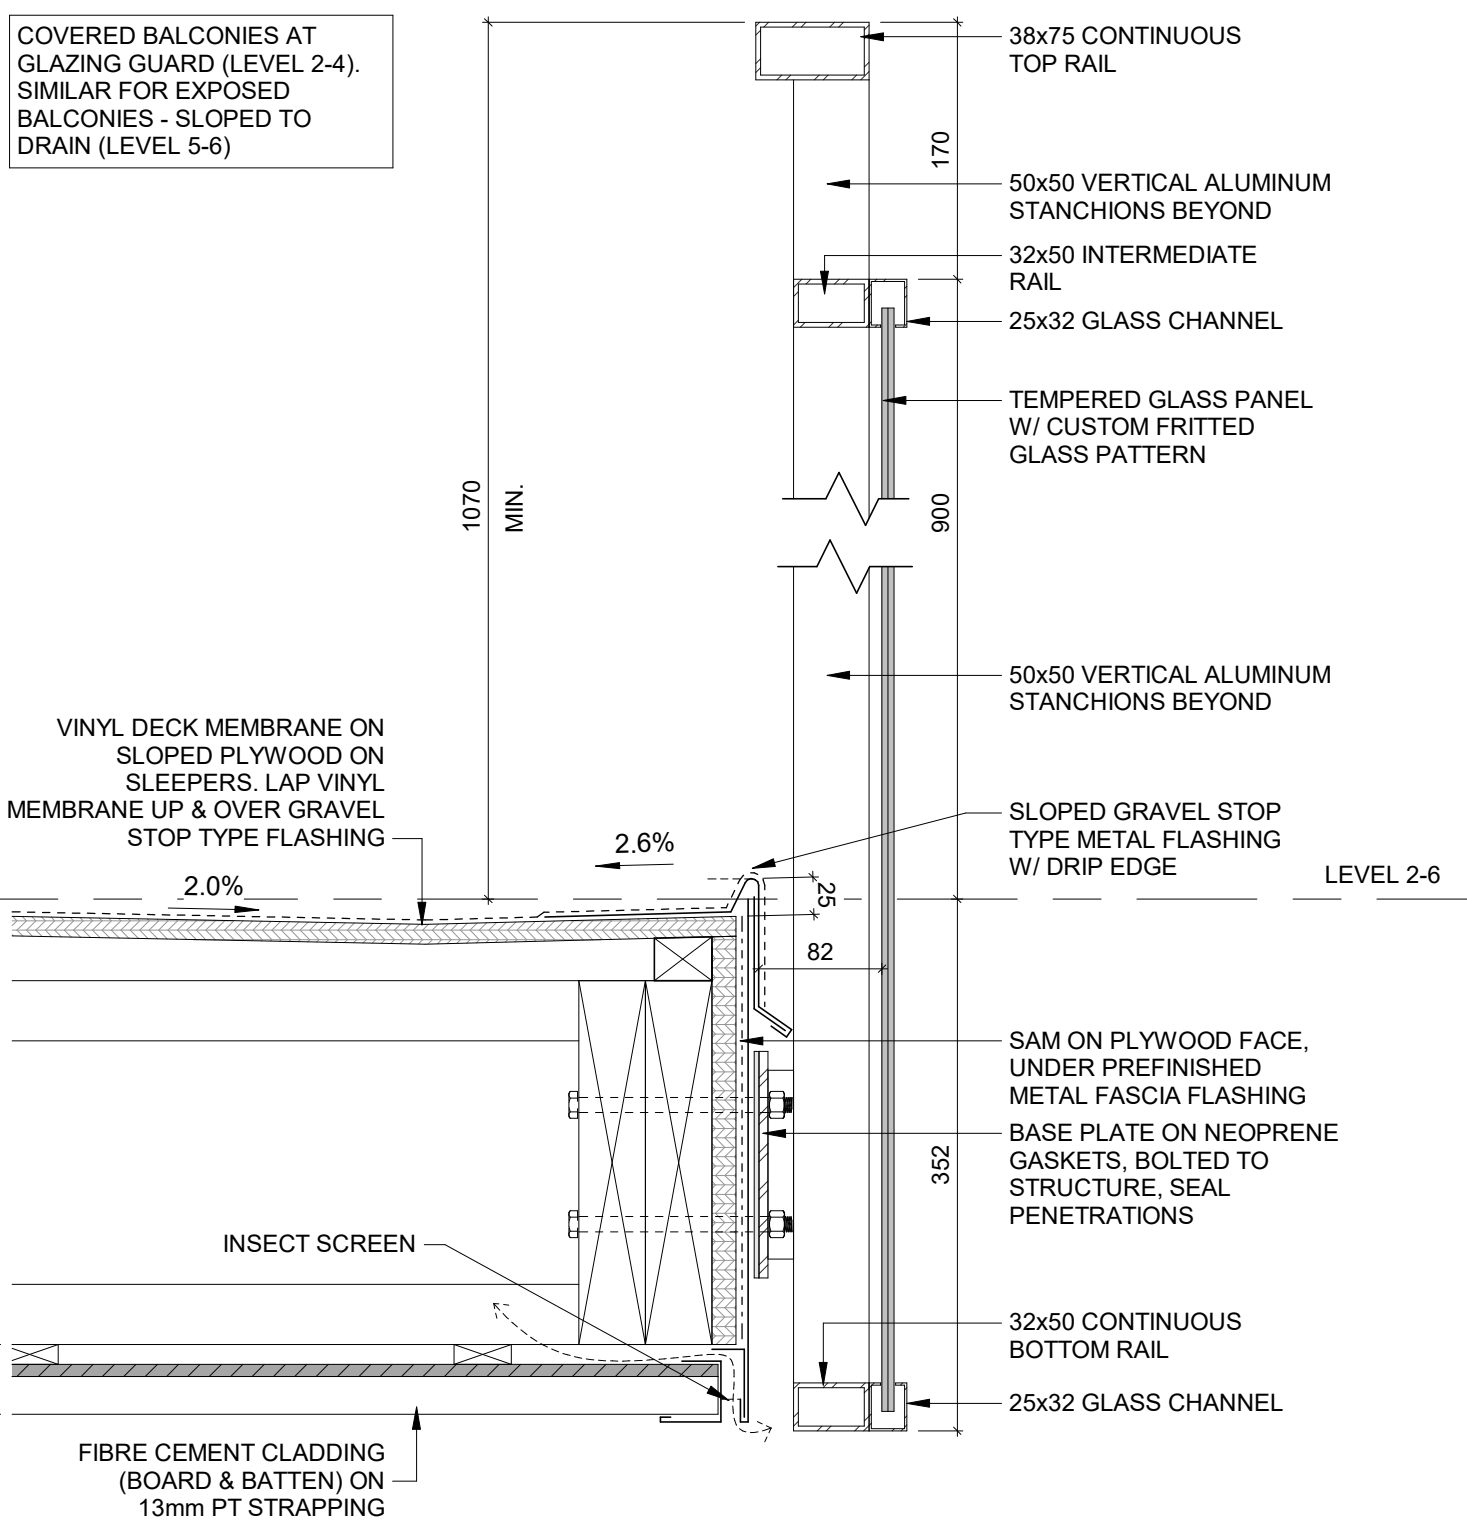 COVERED BALCONIES AT
GLAZING GUARD (LEVEL 2-4).
SIMILAR FOR EXPOSED
BALCONIES - SLOPED TO
DRAIN (LEVEL 5-6)
38x75 CONTINUOUS
TOP RAIL
170
50x50 VERTICAL ALUMINUM
STANCHIONS BEYOND
32x50 INTERMEDIATE
RAIL
25x32 GLASS CHANNEL
TEMPERED GLASS PANEL
W/ CUSTOM FRITTED
GLASS PATTERN
1070
MIN.
900
50x50 VERTICAL ALUMINUM
STANCHIONS BEYOND
VINYL DECK MEMBRANE ON
SLOPED PLYWOOD ON
SLEEPERS. LAP VINYL
MEMBRANE UP & OVER GRAVEL
STOP TYPE FLASHING
SLOPED GRAVEL STOP
TYPE METAL FLASHING
W/ DRIP EDGE
2.6%
2.0%
25
LEVEL 2-6
82
SAM ON PLYWOOD FACE,
UNDER PREFINISHED
METAL FASCIA FLASHING
BASE PLATE ON NEOPRENE
GASKETS, BOLTED TO
STRUCTURE, SEAL
PENETRATIONS
352
INSECT SCREEN
32x50 CONTINUOUS
BOTTOM RAIL
25x32 GLASS CHANNEL
FIBRE CEMENT CLADDING
(BOARD & BATTEN) ON
13mm PT STRAPPING